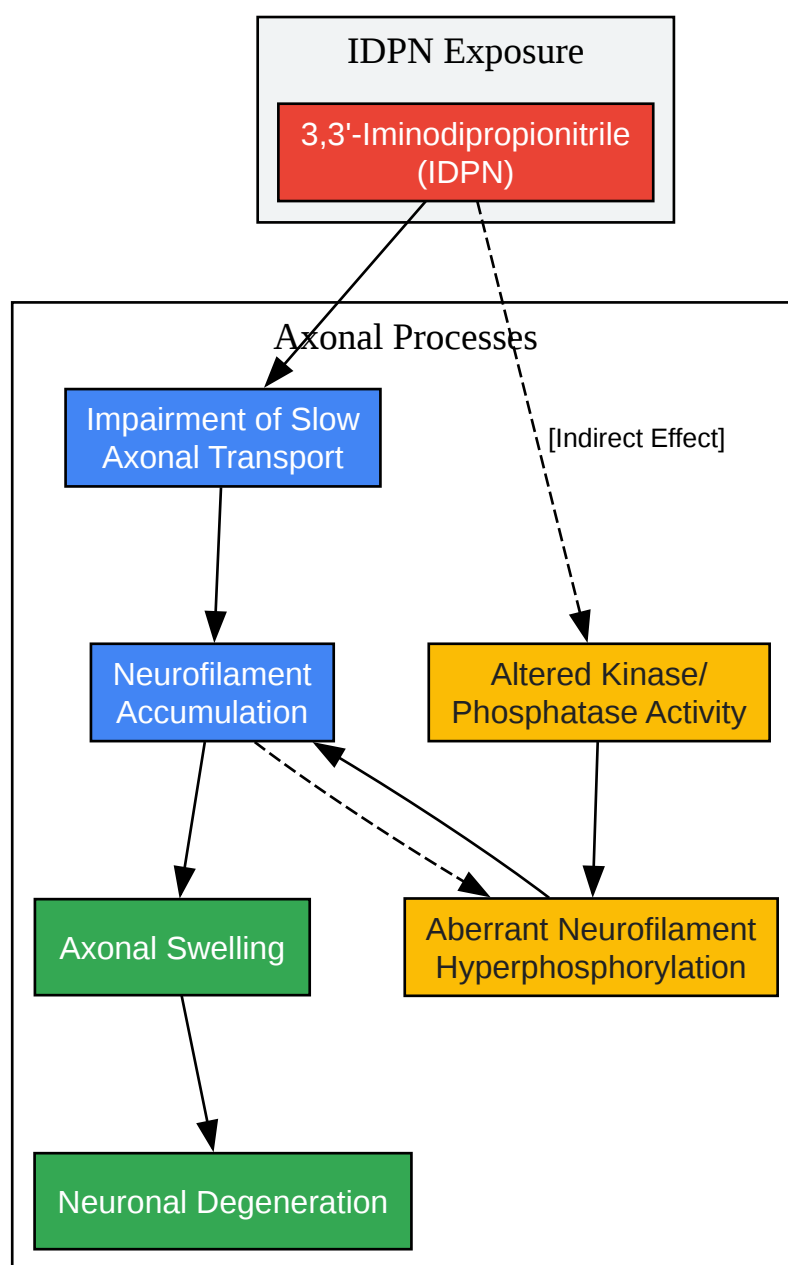 IDPN Exposure
3,3'-Iminodipropionitrile
(IDPN)
Axonal Processes
Impairment of Slow
Axonal Transport
[Indirect Effect]
Neurofilament
Accumulation
Altered Kinase/
Phosphatase Activity
Axonal Swelling
Aberrant Neurofilament
Hyperphosphorylation
Neuronal Degeneration